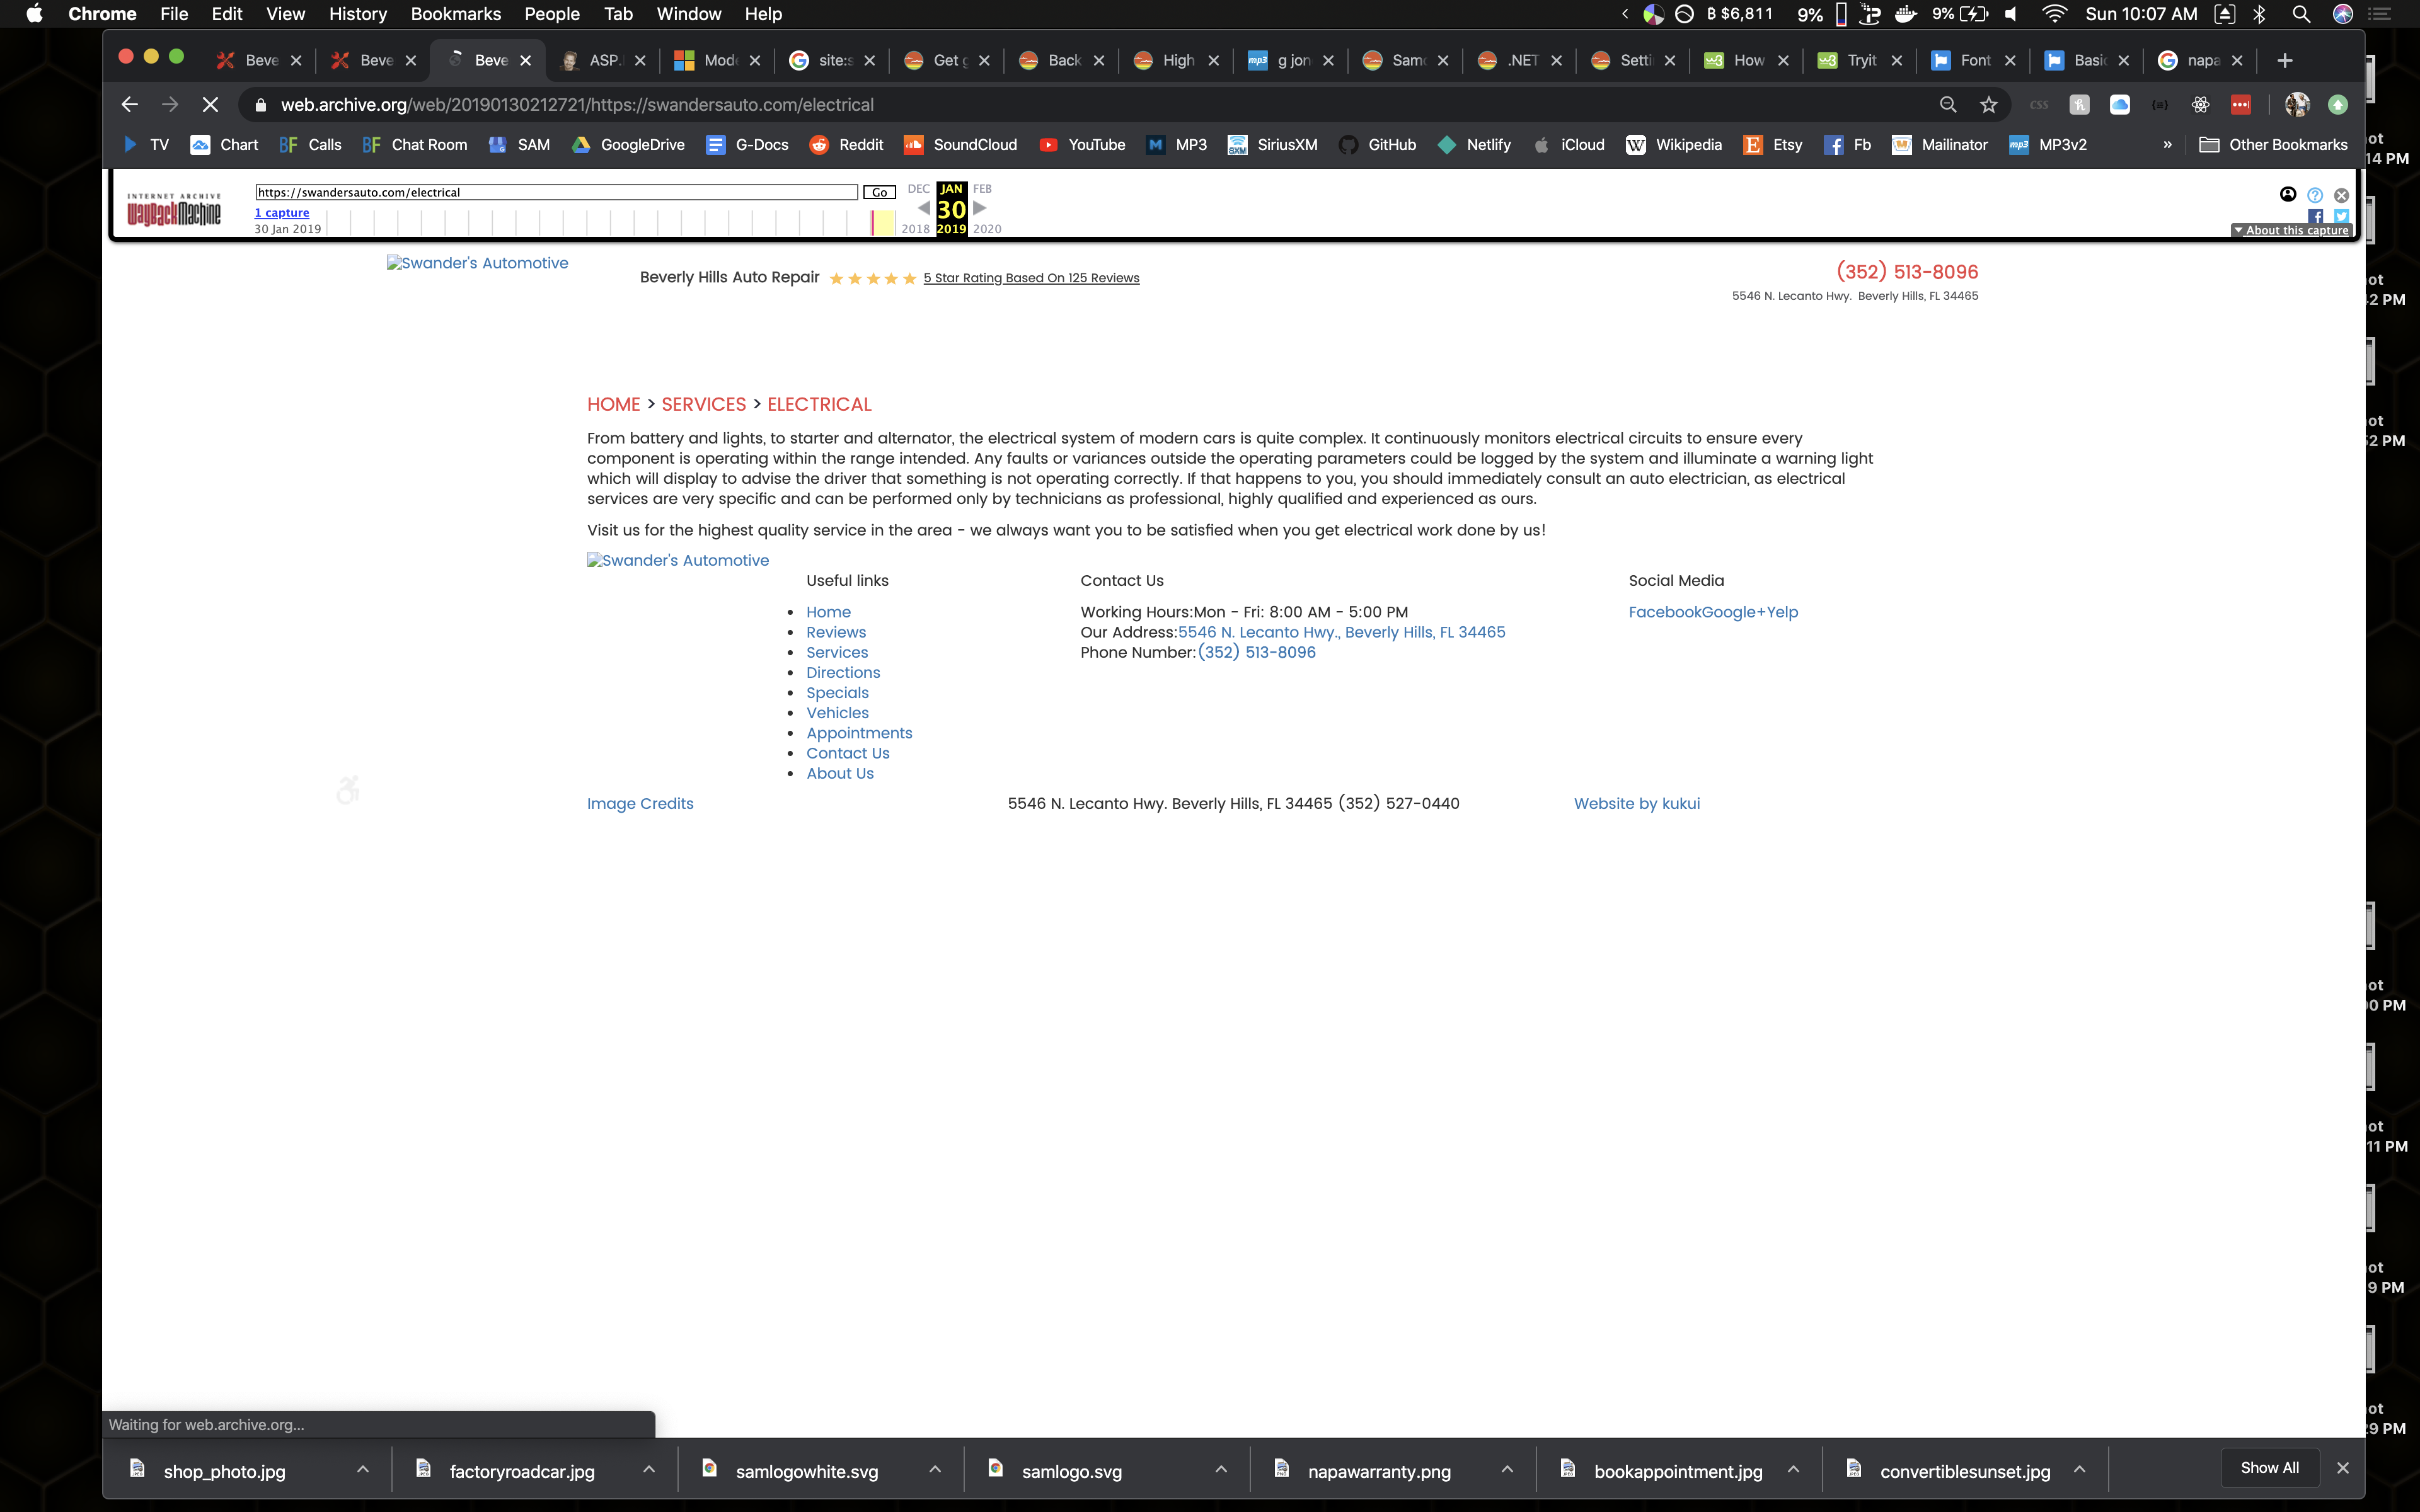 Chrome File Edit View History Bookmarks People Tab Window Help
฿ $6,811 9% 9% Sun 10:07 AM
Beve Beve Beve ASP. Mod site:s Get Back High g jon Sam .NET Setti How Tryit Font Basic napa
web.archive.org/web/20190130212721/https://swandersauto.com/electrical
TV Chart Calls Chat Room SAM GoogleDrive G-Docs Reddit SoundCloud YouTube MP3 SiriusXM GitHub Netlify iCloud Wikipedia Etsy Fb Mailinator MP3v2 » Other Bookmarks
INTERNET ARCHIVE
WayBackMachine
https://swandersauto.com/electrical Go
DEC JAN FEB
1 capture
30
30 Jan 2019
2018 2019 2020
About this capture
Swander's Automotive
Beverly Hills Auto Repair 5 Star Rating Based On 125 Reviews
(352) 513-8096
5546 N. Lecanto Hwy. Beverly Hills, FL 34465
HOME > SERVICES > ELECTRICAL
From battery and lights, to starter and alternator, the electrical system of modern cars is quite complex. It continuously monitors electrical circuits to ensure every
component is operating within the range intended. Any faults or variances outside the operating parameters could be logged by the system and illuminate a warning light
which will display to advise the driver that something is not operating correctly. If that happens to you, you should immediately consult an auto electrician, as electrical
services are very specific and can be performed only by technicians as professional, highly qualified and experienced as ours.
Visit us for the highest quality service in the area - we always want you to be satisfied when you get electrical work done by us!
Swander's Automotive
Useful links
Home
Reviews
Services
Directions
Specials
Vehicles
Appointments
Contact Us
About Us
Contact Us
Working Hours:Mon - Fri: 8:00 AM - 5:00 PM
Our Address:5546 N. Lecanto Hwy., Beverly Hills, FL 34465
Phone Number:(352) 513-8096
Social Media
FacebookGoogle+Yelp
Image Credits
5546 N. Lecanto Hwy. Beverly Hills, FL 34465 (352) 527-0440
Website by kukui
Waiting for web.archive.org...
shop_photo.jpg factoryroadcar.jpg samlogowhite.svg samlogo.svg napawarranty.png bookappointment.jpg convertiblesunset.jpg Show All